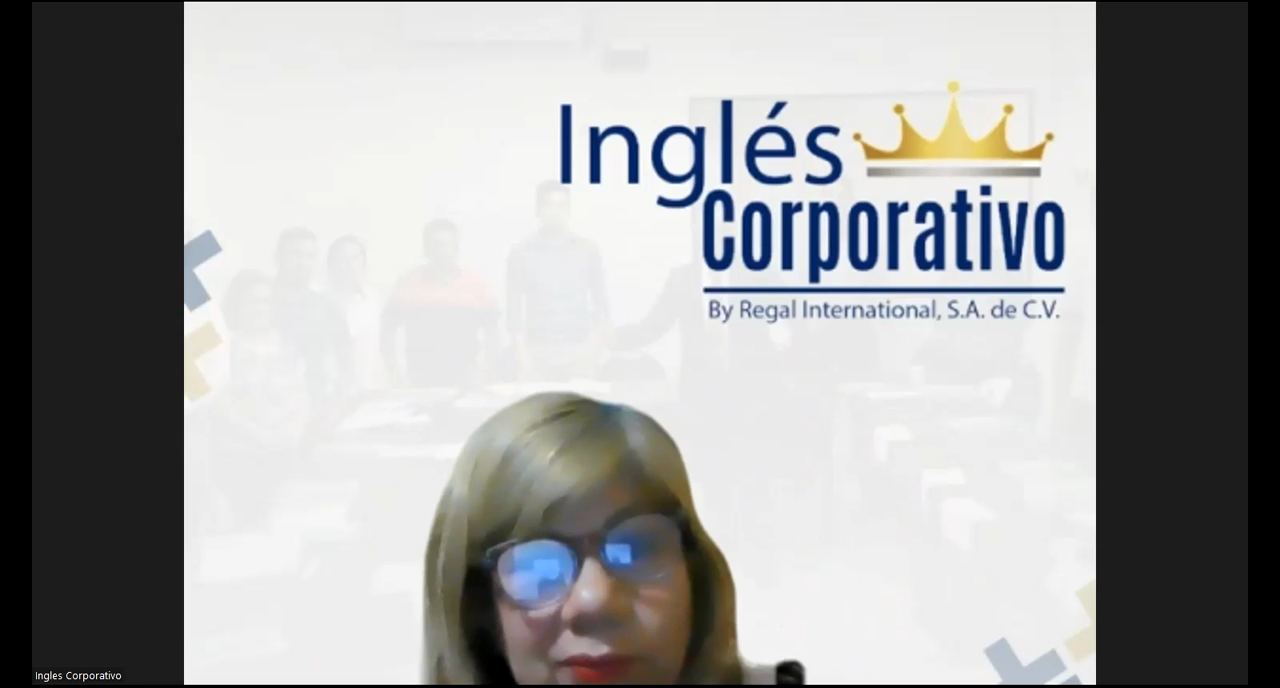 Inglés
Corporativo
By Regal International, S.A. de C.V.
Ingles Corporativo